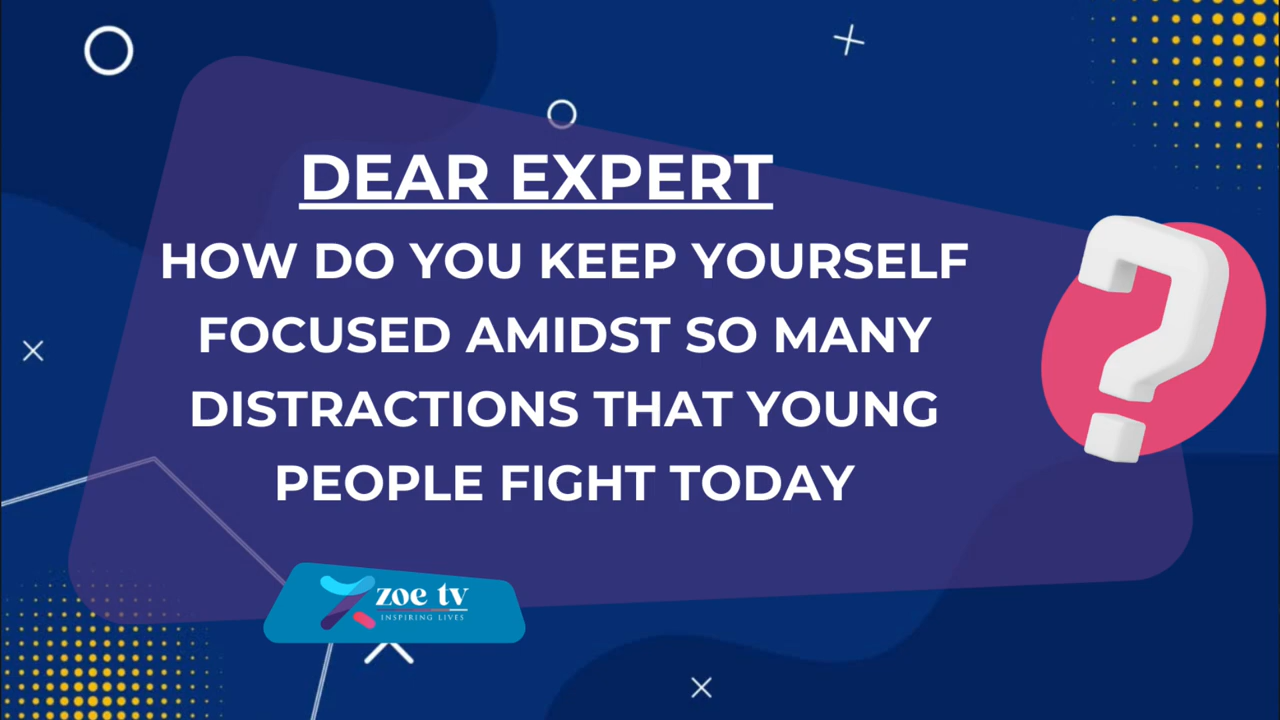 DEAR EXPERT
HOW DO YOU KEEP YOURSELF
FOCUSED AMIDST SO MANY
DISTRACTIONS THAT YOUNG
PEOPLE FIGHT TODAY
?
zoe tv
INSPIRING LIVES